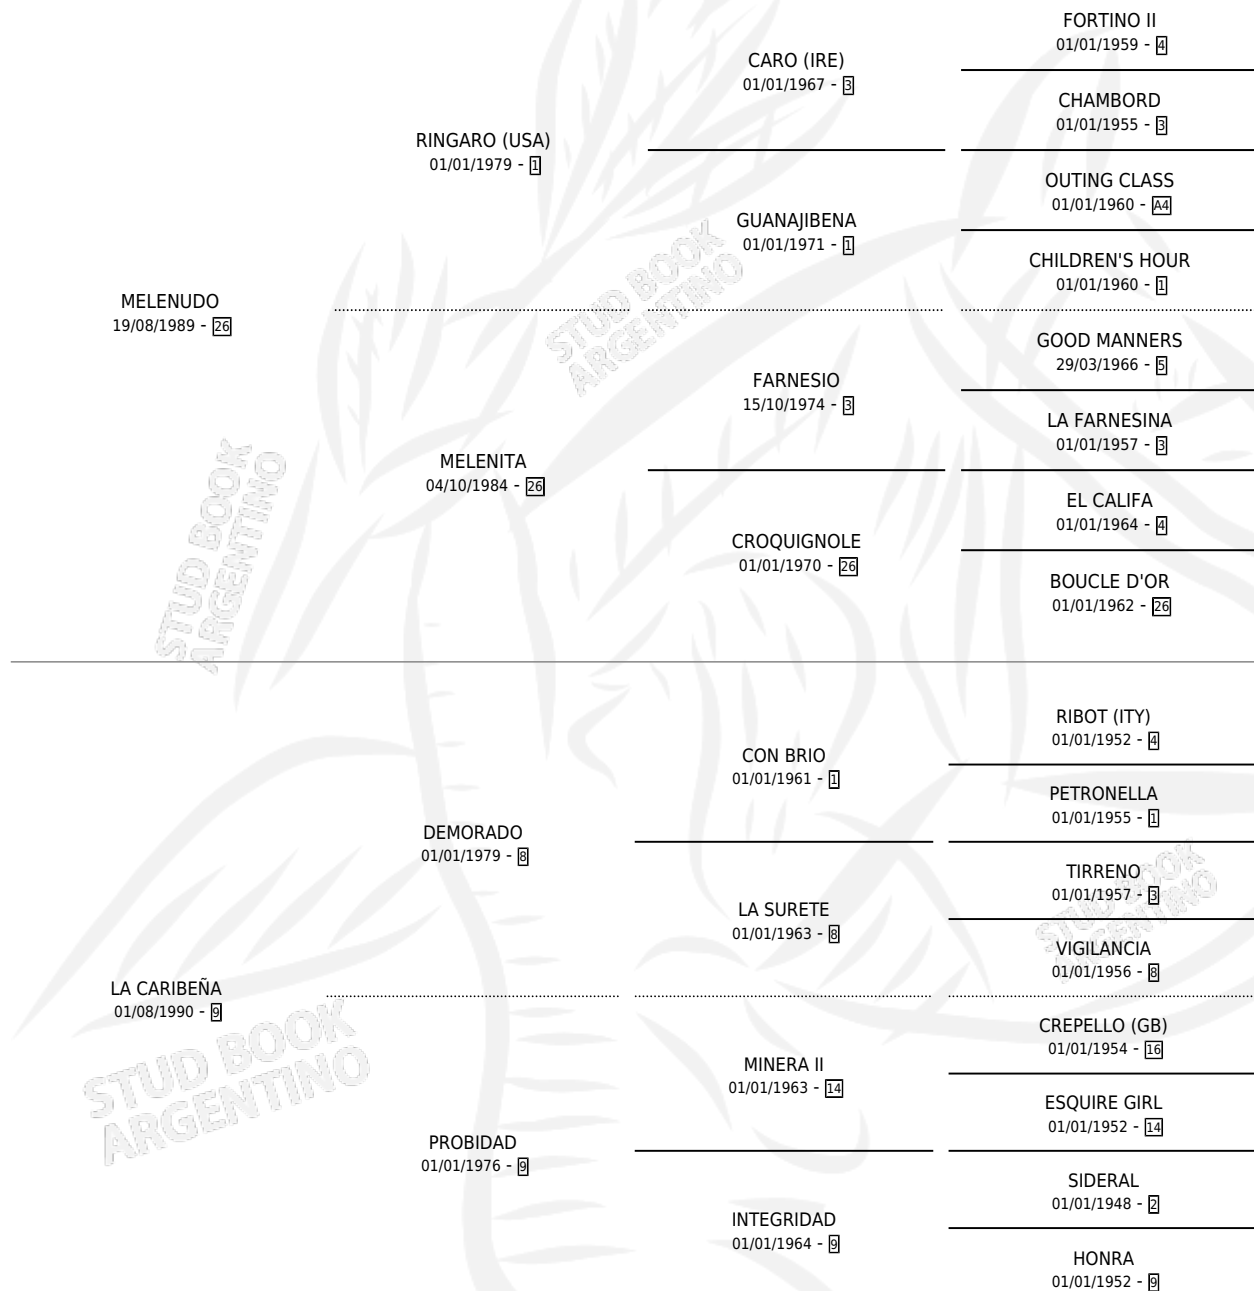 FORTINO II
01/01/1959 - 4
CARO (IRE)
01/01/1967 - 3
CHAMBORD
01/01/1955 - 3
RINGARO (USA)
01/01/1979 - 1
OUTING CLASS
01/01/1960 - A4
GUANAJIBENA
01/01/1971 - 1
CHILDREN'S HOUR
01/01/1960 - 1
MELENUDO
19/08/1989 - 26
GOOD MANNERS
29/03/1966 - 5
FARNESIO
15/10/1974 - 3
LA FARNESINA
01/01/1957 - 3
MELENITA
04/10/1984 - 26
EL CALIFA
01/01/1964 - 4
CROQUIGNOLE
01/01/1970 - 26
BOUCLE D'OR
01/01/1962 - 26
RIBOT (ITY)
01/01/1952 - 4
CON BRIO
01/01/1961 - 1
PETRONELLA
01/01/1955 - 1
DEMORADO
01/01/1979 - 8
TIRRENO
01/01/1957 - 3
LA SURETE
01/01/1963 - 8
VIGILANCIA
01/01/1956 - 8
LA CARIBEÑA
01/08/1990 - 9
CREPELLO (GB)
01/01/1954 - 16
MINERA II
01/01/1963 - 14
ESQUIRE GIRL
01/01/1952 - 14
PROBIDAD
01/01/1976 - 9
SIDERAL
01/01/1948 - 2
INTEGRIDAD
01/01/1964 - 9
HONRA
01/01/1952 - 9
STUD BOOK
ARGENTINO
STUD BOOK
ARGENTINO
STUD BOOK
ARGENTINO
STUD BOOK
ARGENTINO